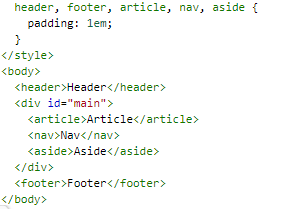 header, footer, article, nav, aside {
    padding: 1em;
  }
</style>
<body>
  <header>Header</header>
  <div id="main">
    <article>Article</article>
    <nav>Nav</nav>
    <aside>Aside</aside>
  </div>
  <footer>Footer</footer>
</body>